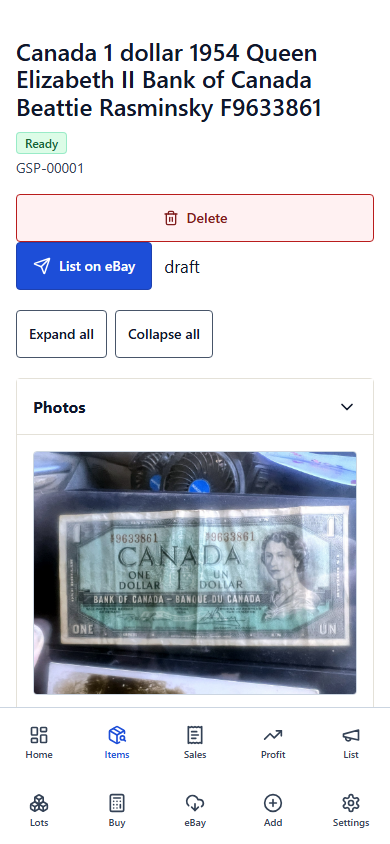 Canada 1 dollar 1954 Queen
Elizabeth II Bank of Canada
Beattie Rasminsky F9633861
Ready
GSP-00001
Delete
List on eBay
draft
Expand all
Collapse all
Photos
9633861
9633861
CANADA
ONE
DOLLAR
1
UN
DOLLAR
BANK OF CANADA – BANQUE DU CANADA
ONE
UN
Home
Items
Sales
Profit
List
Lots
Buy
eBay
Add
Settings